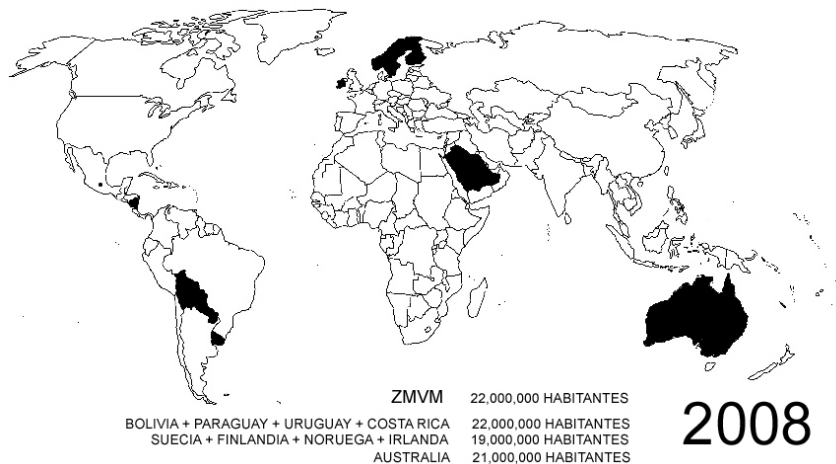 ZMVM 22,000,000 HABITANTES
BOLIVIA + PARAGUAY + URUGUAY + COSTA RICA 22,000,000 HABITANTES
SUECIA + FINLANDIA + NORUEGA + IRLANDA 19,000,000 HABITANTES
AUSTRALIA 21,000,000 HABITANTES
2008